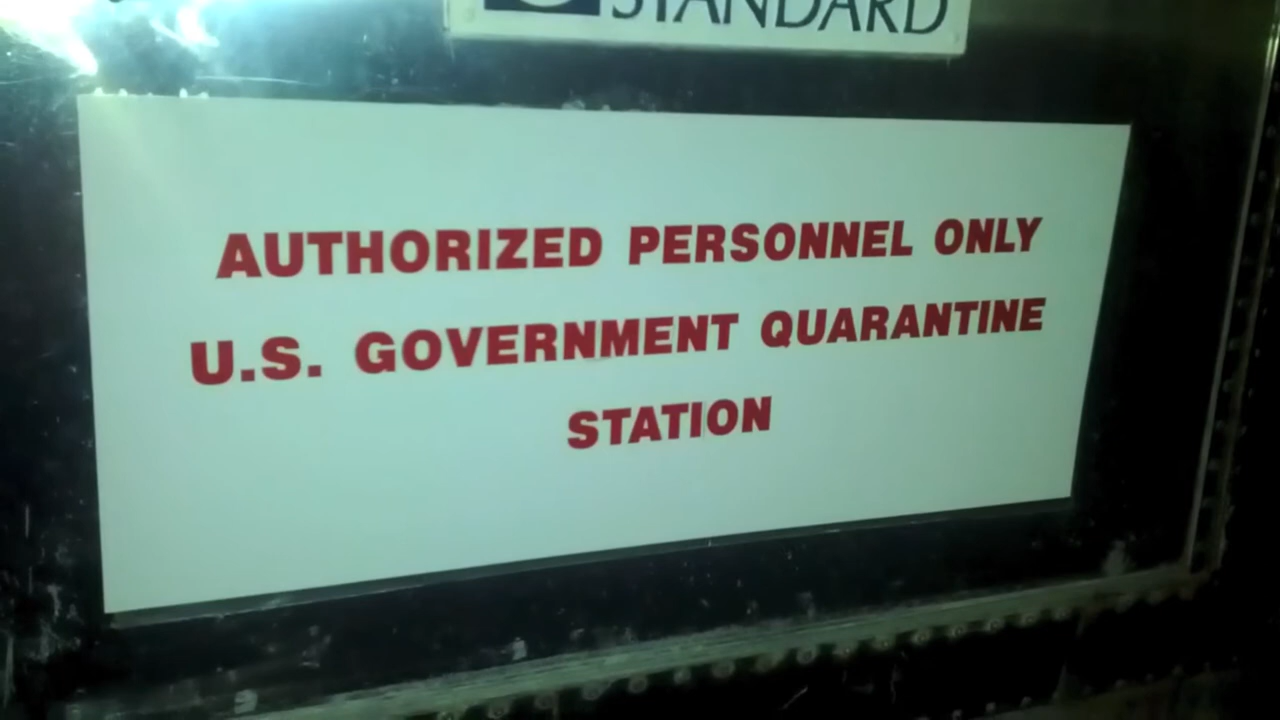 STANDARD
AUTHORIZED PERSONNEL ONLY
U.S. GOVERNMENT QUARANTINE
STATION